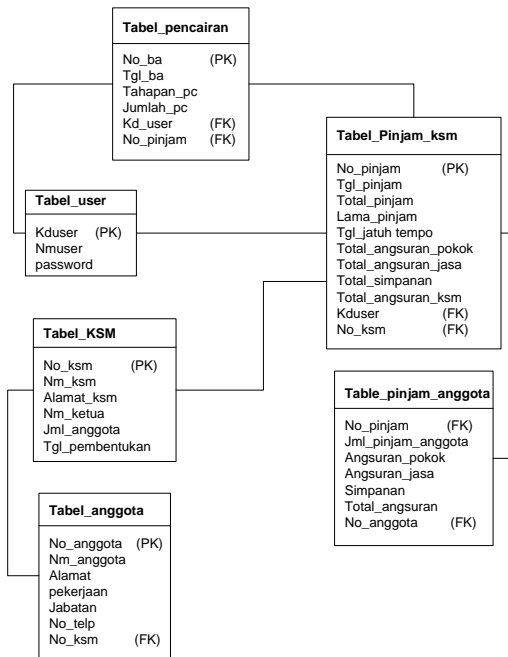 Tabel_pencairan
No_ba (PK)
Tgl_ba
Tahapan_pc
Jumlah_pc
Kd_user (FK)
No_pinjam (FK)
Tabel_Pinjam_ksm
No_pinjam (PK)
Tgl_pinjam
Total_pinjam
Lama_pinjam
Tgl_jatuh tempo
Total_angsuran_pokok
Total_angsuran_jasa
Total_simpanan
Total_angsuran_ksm
Kduser (FK)
No_ksm (FK)
Tabel_user
Kduser (PK)
Nmuser
password
Tabel_KSM
No_ksm (PK)
Nm_ksm
Alamat_ksm
Nm_ketua
Jml_anggota
Tgl_pembentukan
Table_pinjam_anggota
No_pinjam (FK)
Jml_pinjam_anggota
Angsuran_pokok
Angsuran_jasa
Simpanan
Total_angsuran
No_anggota (FK)
Tabel_anggota
No_anggota (PK)
Nm_anggota
Alamat
pekerjaan
Jabatan
No_telp
No_ksm (FK)